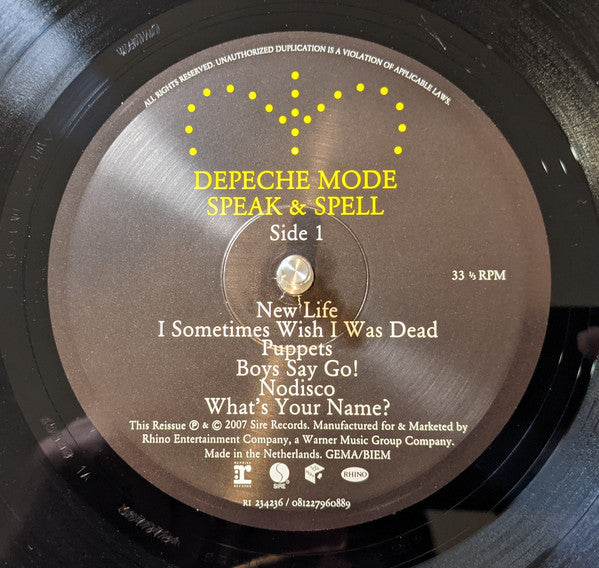 ALL RIGHTS RESERVED. UNAUTHORIZED DUPLICATION IS A VIOLATION OF APPLICABLE LAWS.
DEPECHE MODE
SPEAK & SPELL
Side 1
33 ⅓ RPM
New Life
I Sometimes Wish I Was Dead
Puppets
Boys Say Go!
Nodisco
What's Your Name?
This Reissue ℗ & © 2007 Sire Records. Manufactured for & Marketed by
Rhino Entertainment Company, a Warner Music Group Company.
Made in the Netherlands. GEMA/BIEM
REPRISE RECORDS SIRE RHINO
R1 234236 / 081227960889